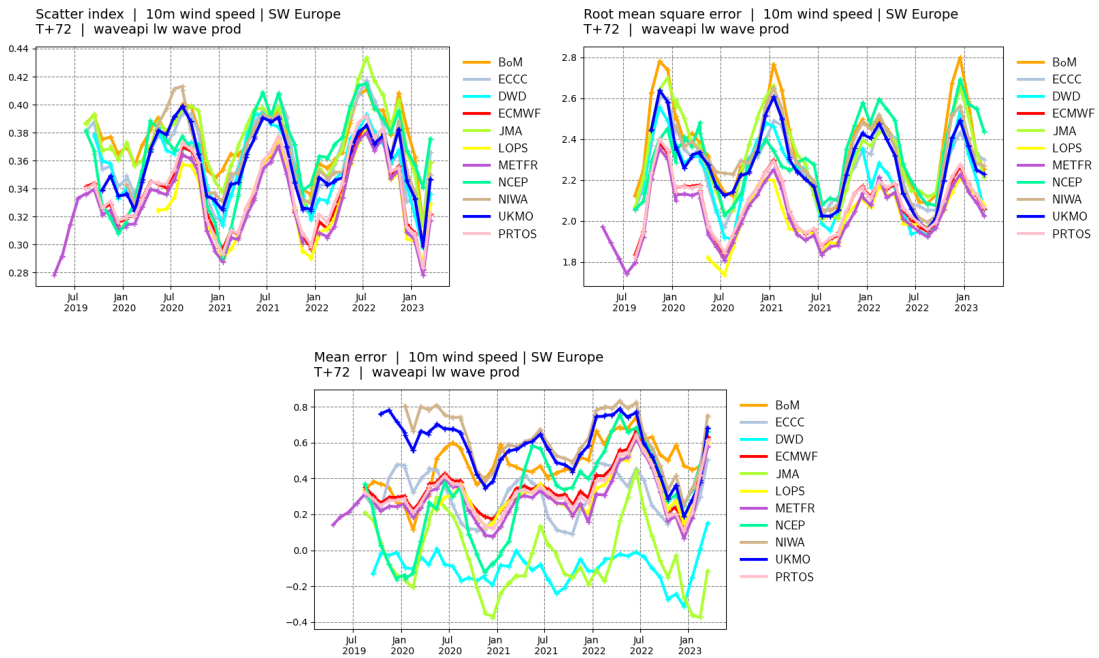 Scatter index | 10m wind speed | SW Europe
T+72 | waveapi lw wave prod
0.44
0.42
0.40
0.38
0.36
0.34
0.32
0.30
0.28
Jul 2019
Jan 2020
Jul 2020
Jan 2021
Jul 2021
Jan 2022
Jul 2022
Jan 2023
BoM
ECCC
DWD
ECMWF
JMA
LOPS
METFR
NCEP
NIWA
UKMO
PRTOS
Root mean square error | 10m wind speed | SW Europe
T+72 | waveapi lw wave prod
2.8
2.6
2.4
2.2
2.0
1.8
Jul 2019
Jan 2020
Jul 2020
Jan 2021
Jul 2021
Jan 2022
Jul 2022
Jan 2023
BoM
ECCC
DWD
ECMWF
JMA
LOPS
METFR
NCEP
NIWA
UKMO
PRTOS
Mean error | 10m wind speed | SW Europe
T+72 | waveapi lw wave prod
0.8
0.6
0.4
0.2
0.0
−0.2
−0.4
Jul 2019
Jan 2020
Jul 2020
Jan 2021
Jul 2021
Jan 2022
Jul 2022
Jan 2023
BoM
ECCC
DWD
ECMWF
JMA
LOPS
METFR
NCEP
NIWA
UKMO
PRTOS